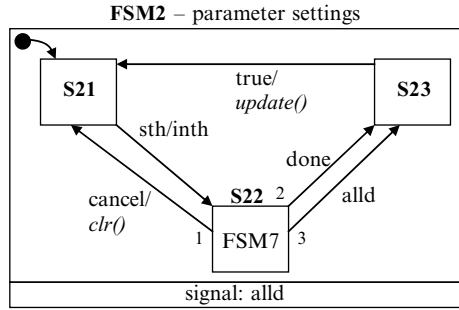 FSM2 – parameter settings
S21
S23
true/
update()
sth/inth
done
cancel/
clr()
S22
2
alld
1
FSM7
3
signal: alld